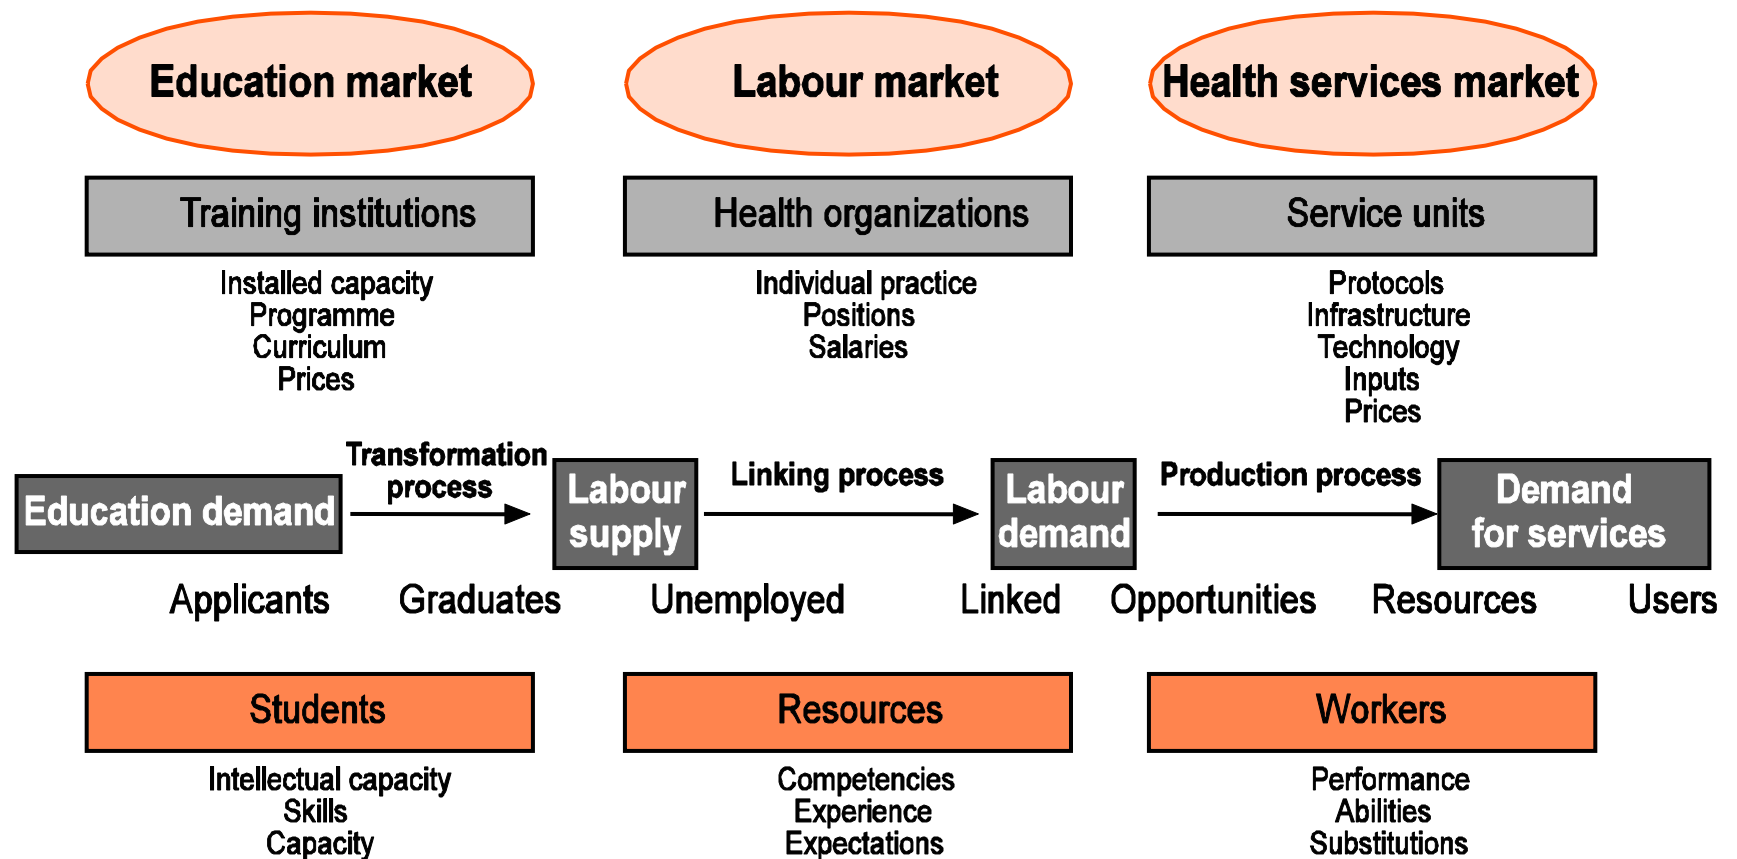 Education market
Labour market
Health services market
Training institutions
Health organizations
Service units
Installed capacity
Programme
Curriculum
Prices
Individual practice
Positions
Salaries
Protocols
Infrastructure
Technology
Inputs
Prices
Education demand
Transformation
process
Labour
supply
Linking process
Labour
demand
Production process
Demand
for services
Applicants
Graduates
Unemployed
Linked
Opportunities
Resources
Users
Students
Resources
Workers
Intellectual capacity
Skills
Capacity
Competencies
Experience
Expectations
Performance
Abilities
Substitutions